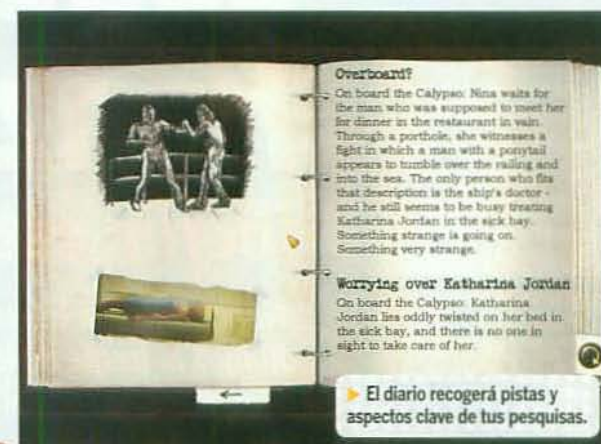 Overboard?
On board the Calypso: Nina waits for
the man who was supposed to meet her
for dinner in the restaurant in vain.
Through a porthole, she witnesses a
fight in which a man with a ponytail
appears to tumble over the railing and
into the sea. The only person who fits
that description is the ship's doctor -
and he still seems to be busy treating
Katharina Jordan in the sick bay.
Something strange is going on.
Something very strange.
Worrying over Katharina Jordan
On board the Calypso: Katharina
Jordan lies oddly twisted on her bed in
the sick bay, and there is no one in
sight to take care of her.
El diario recogerá pistas y
aspectos clave de tus pesquisas.